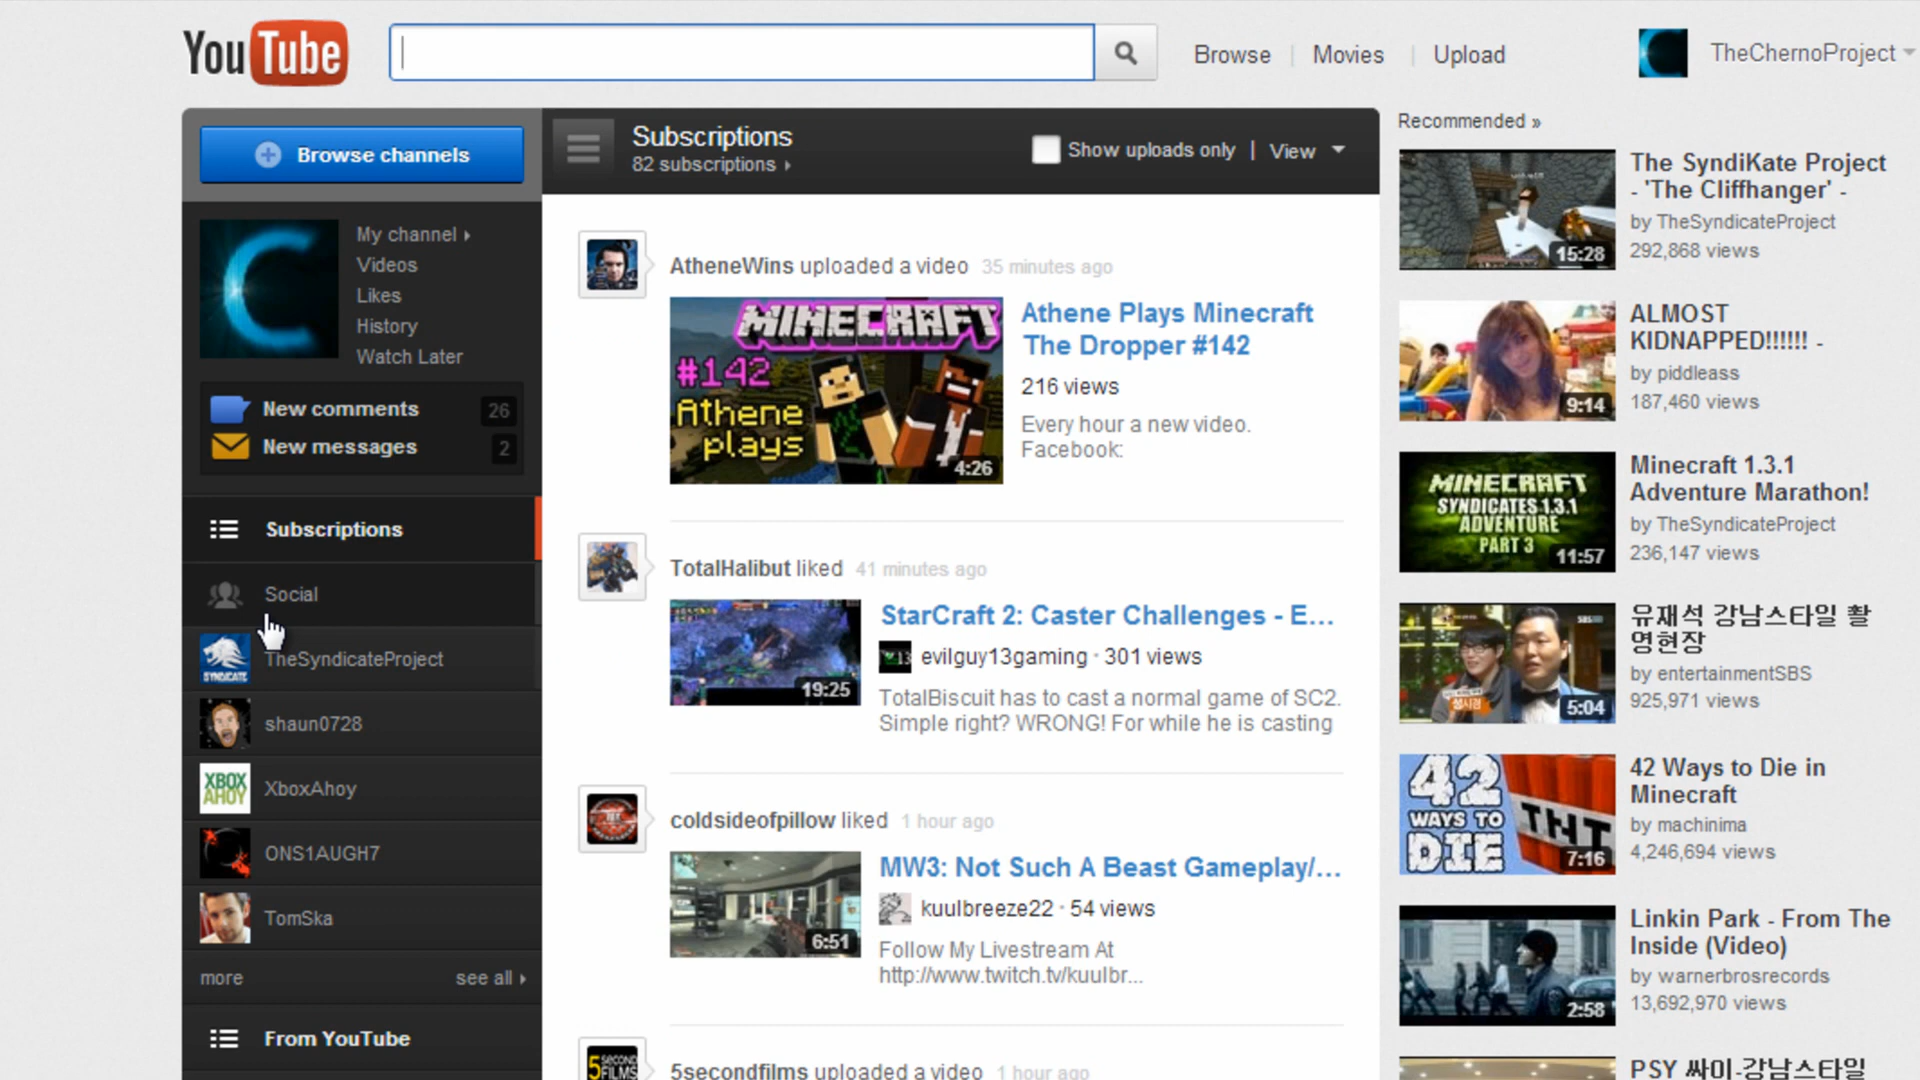 YouTube
Browse | Movies | Upload
TheChernoProject
Browse channels
My channel
Videos
Likes
History
Watch Later
New comments 26
New messages 2
Subscriptions
Social
TheSyndicateProject
SYNDICATE
shaun0728
XBOX
AHOY
XboxAhoy
ONS1AUGH7
TomSka
more
see all
From YouTube
Subscriptions
82 subscriptions
Show uploads only | View
AtheneWins uploaded a video 35 minutes ago
MINECRAFT
#142
Athene
plays
4:26
Athene Plays Minecraft
The Dropper #142
216 views
Every hour a new video.
Facebook:
TotalHalibut liked 41 minutes ago
19:25
StarCraft 2: Caster Challenges - E...
evilguy13gaming · 301 views
TotalBiscuit has to cast a normal game of SC2.
Simple right? WRONG! For while he is casting
coldsideofpillow liked 1 hour ago
6:51
MW3: Not Such A Beast Gameplay/...
kuulbreeze22 · 54 views
Follow My Livestream At
http://www.twitch.tv/kuulbr...
5 SECOND
FILMS
5secondfilms uploaded a video 1 hour ago
Recommended »
15:28
The SyndiKate Project
- 'The Cliffhanger' -
by TheSyndicateProject
292,868 views
9:14
ALMOST
KIDNAPPED!!!!!! -
by piddleass
187,460 views
MINECRAFT
SYNDICATES 1.3.1
ADVENTURE
PART 3
11:57
Minecraft 1.3.1
Adventure Marathon!
by TheSyndicateProject
236,147 views
5:04
유재석 강남스타일 촬
영현장
by entertainmentSBS
925,971 views
42
WAYS TO
DIE
TNT
7:16
42 Ways to Die in
Minecraft
by machinima
4,246,694 views
2:58
Linkin Park - From The
Inside (Video)
by warnerbrosrecords
13,692,970 views
PSY 싸이-강남스타일